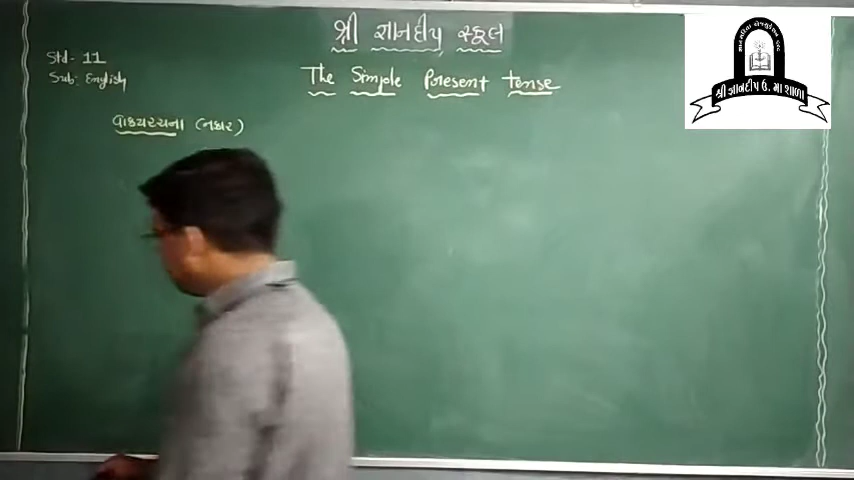 શ્રી જ્ઞાનદીપ સ્કૂલ
Std - 11
Sub: English
The Simple Present tense
વાક્યરચના (નકાર)
શ્રી જ્ઞાનદીપ ઉ. મા શાળા